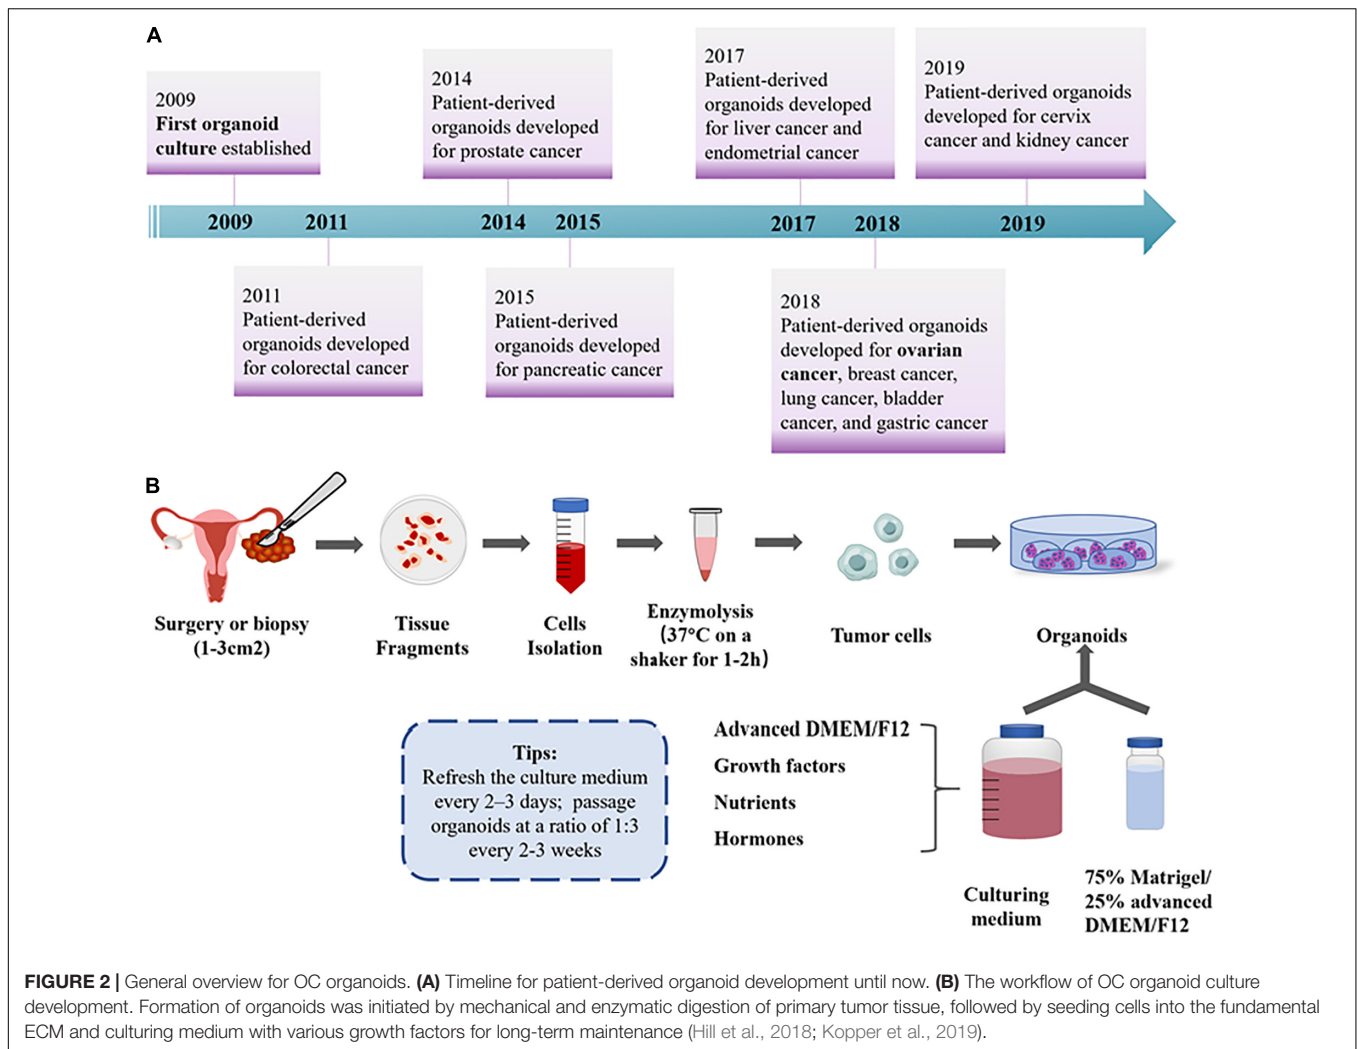 A
2009
First organoid
culture established
2014
Patient-derived
organoids developed
for prostate cancer
2017
Patient-derived
organoids developed
for liver cancer and
endometrial cancer
2019
Patient-derived organoids
developed for cervix
cancer and kidney cancer
2009 2011 2014 2015 2017 2018 2019
2011
Patient-derived
organoids developed
for colorectal cancer
2015
Patient-derived
organoids developed
for pancreatic cancer
2018
Patient-derived organoids
developed for ovarian
cancer, breast cancer,
lung cancer, bladder
cancer, and gastric cancer
B
Surgery or biopsy
(1-3cm2)
Tissue
Fragments
Cells
Isolation
Enzymolysis
(37°C on a
shaker for 1-2h)
Tumor cells
Organoids
Tips:
Refresh the culture medium
every 2–3 days; passage
organoids at a ratio of 1:3
every 2-3 weeks
Advanced DMEM/F12
Growth factors
Nutrients
Hormones
Culturing
medium
75% Matrigel/
25% advanced
DMEM/F12
FIGURE 2 | General overview for OC organoids. (A) Timeline for patient-derived organoid development until now. (B) The workflow of OC organoid culture
development. Formation of organoids was initiated by mechanical and enzymatic digestion of primary tumor tissue, followed by seeding cells into the fundamental
ECM and culturing medium with various growth factors for long-term maintenance (Hill et al., 2018; Kopper et al., 2019).